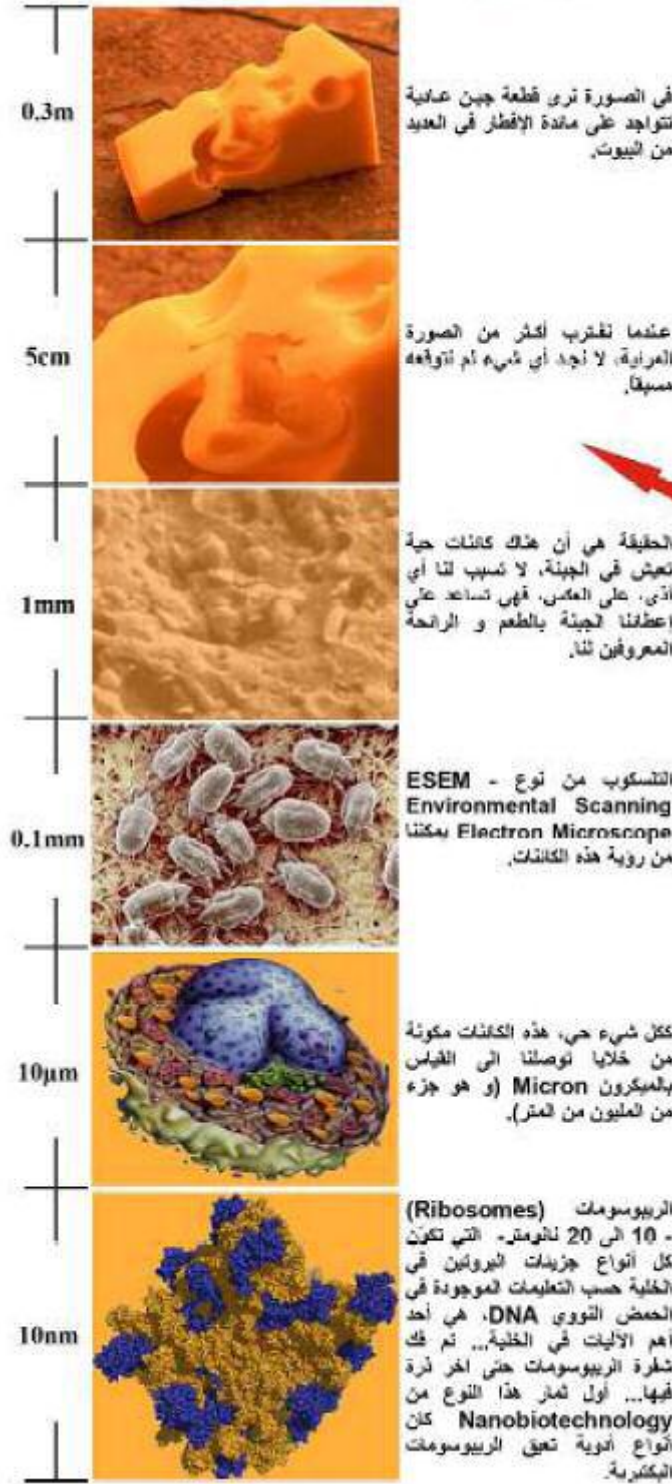 0.3m
في الصورة نرى قطعة جبن عادية
تتواجد على مائدة الإفطار في العديد
من البيوت.
5cm
عندما نقترب أكثر من الصورة
المرئية، لا نجد أي شيء لم نتوقعه
مسبقاً.
1mm
الحقيقة هي أن هناك كائنات حية
تعيش في الجبنة، لا تسبب لنا أي
أذى، على العكس، فهي تساعد على
اعطائنا الجبنة بالطعم و الرائحة
المعروفين لنا.
0.1mm
التلسكوب من نوع - ESEM
Environmental Scanning
Electron Microscope يمكننا
من رؤية هذه الكائنات.
10µm
ككل شيء حي، هذه الكائنات مكونة
من خلايا توصلنا الى القياس
بالميكرون Micron (و هو جزء
من المليون من المتر).
10nm
الريبوسومات (Ribosomes)
- 10 الى 20 نانومتر- التي تكون
كل أنواع جزيئات البروتين في
الخلية حسب التعليمات الموجودة في
الحمض النووي DNA، هي أحد
اهم الآليات في الخلية... تم فك
شفرة الريبوسومات حتى اخر ذرة
فيها... أول ثمار هذا النوع من
Nanobiotechnology كان
أنواع أدوية تعيق الريبوسومات
البكتيرية.